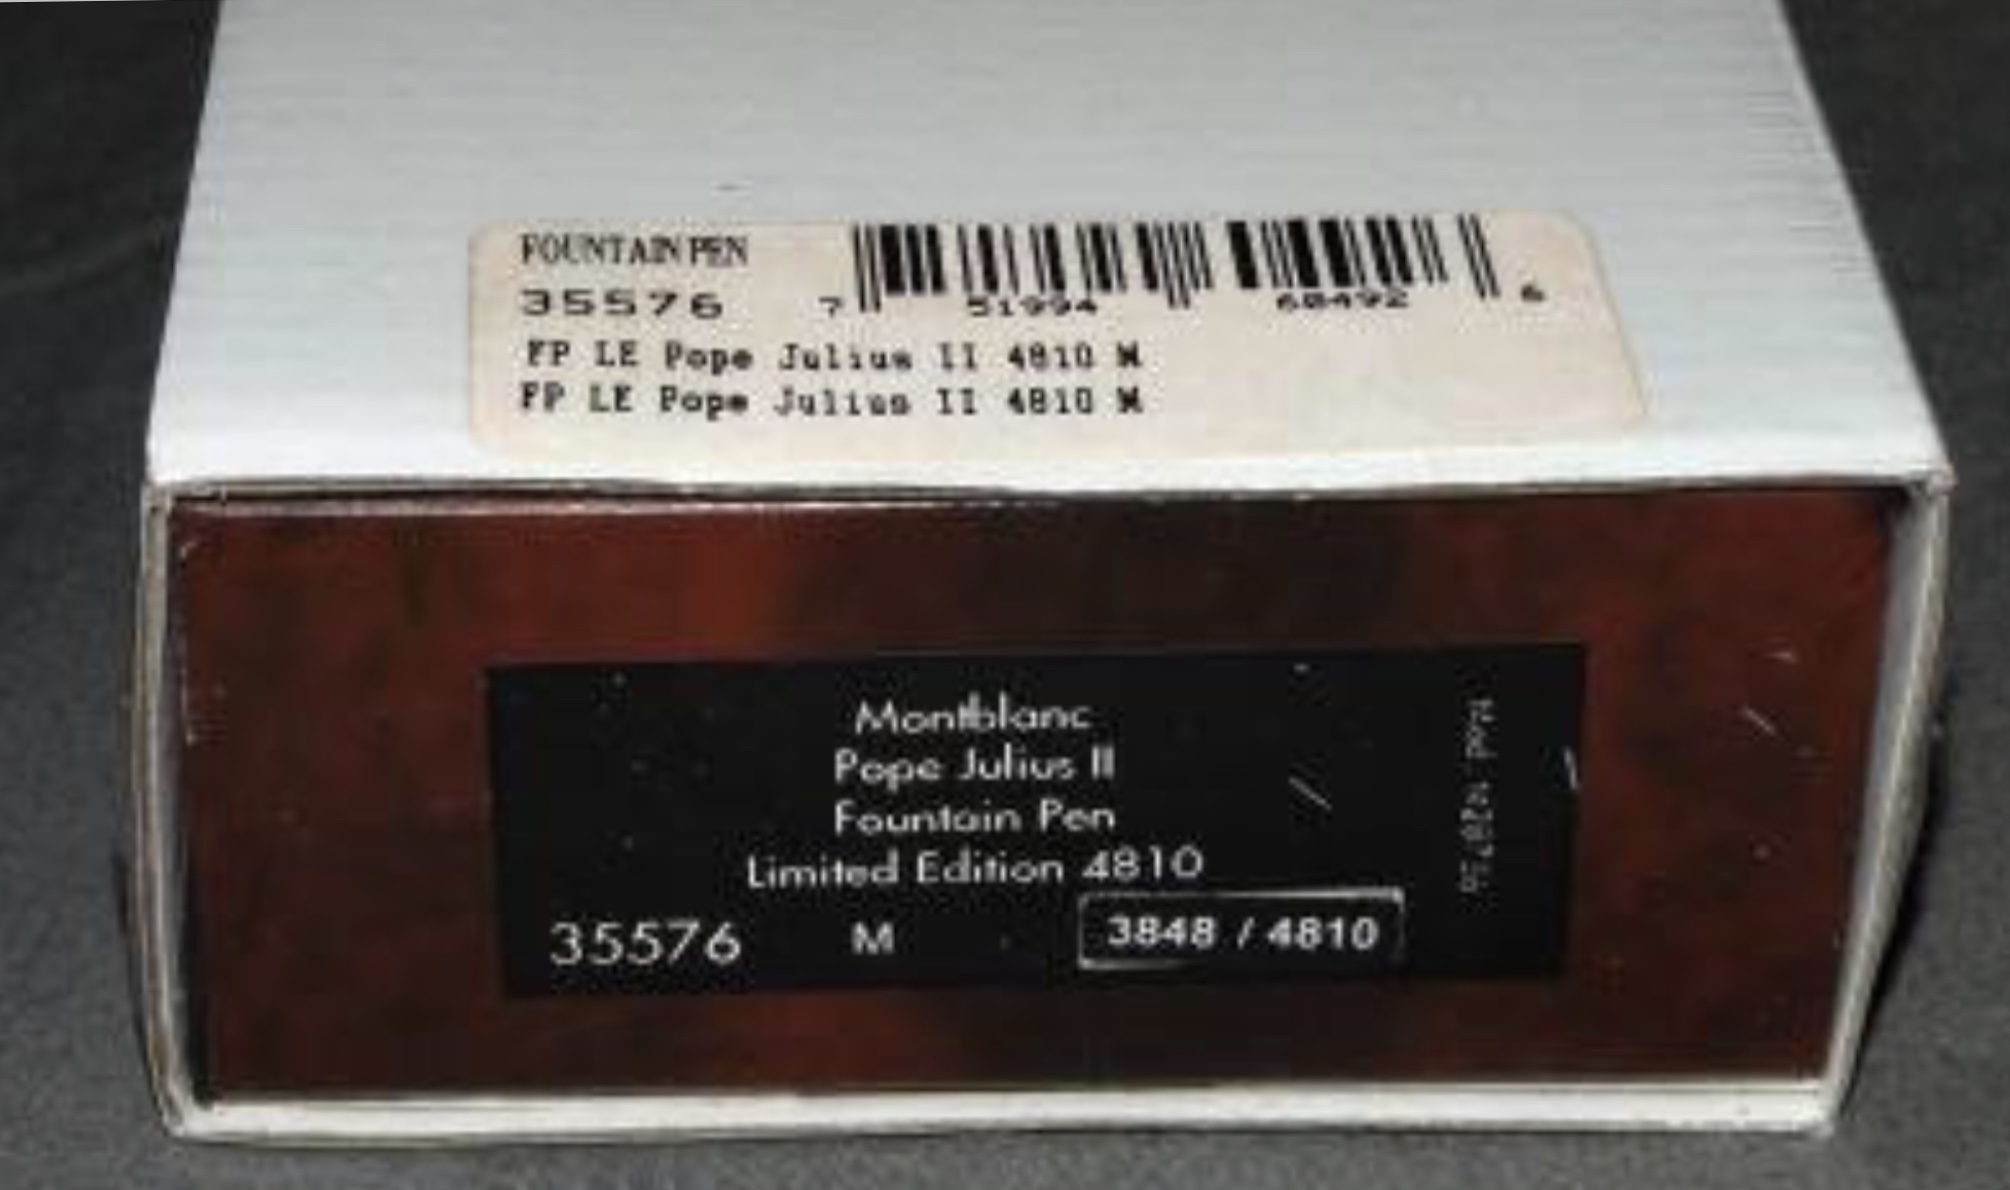 FOUNTAIN PEN
35576
7 51994 68492 6
FP LE Pope Julius II 4810 M
FP LE Pope Julius II 4810 M
Montblanc
Pope Julius II
Fountain Pen
Limited Edition 4810
35576 M 3848 / 4810